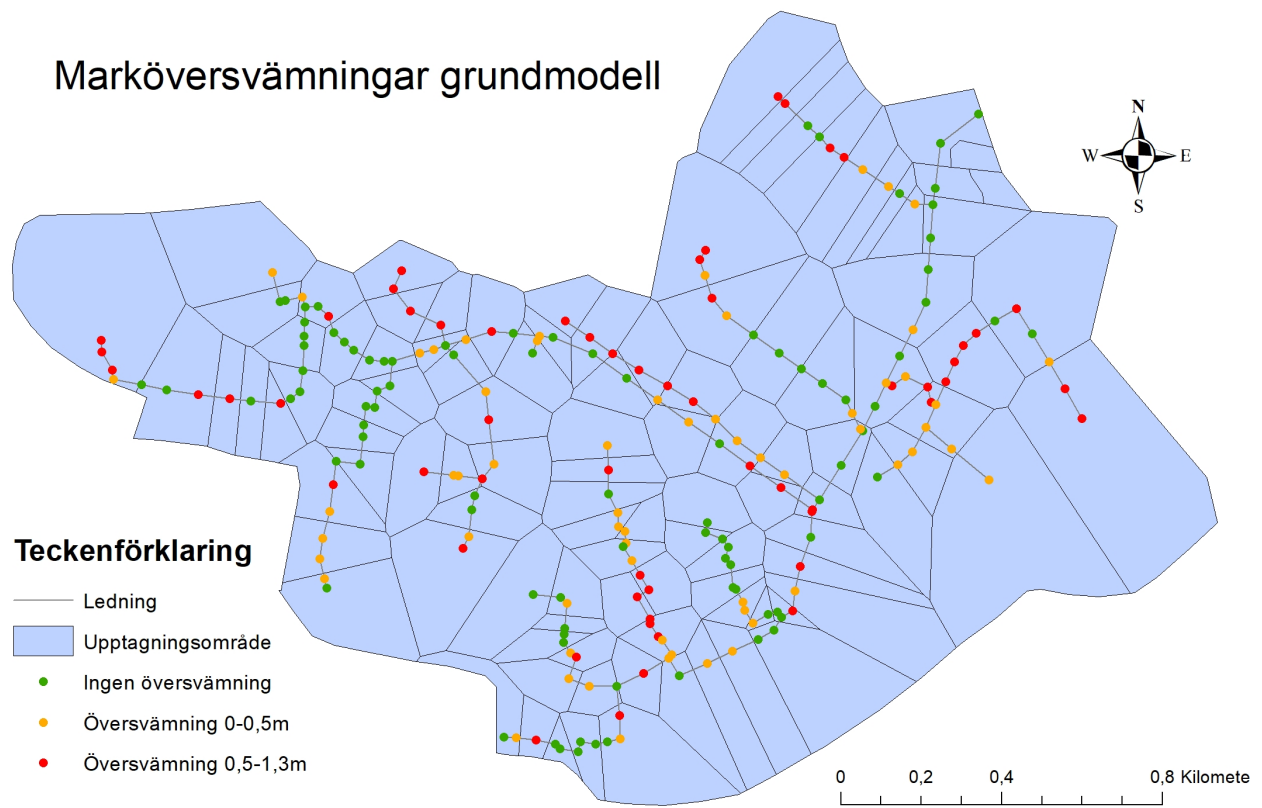 Marköversvämningar grundmodell
N
W E
S
Teckenförklaring
Ledning
Upptagningsområde
Ingen översvämning
Översvämning 0-0,5m
Översvämning 0,5-1,3m
0 0,2 0,4 0,8 Kilomete